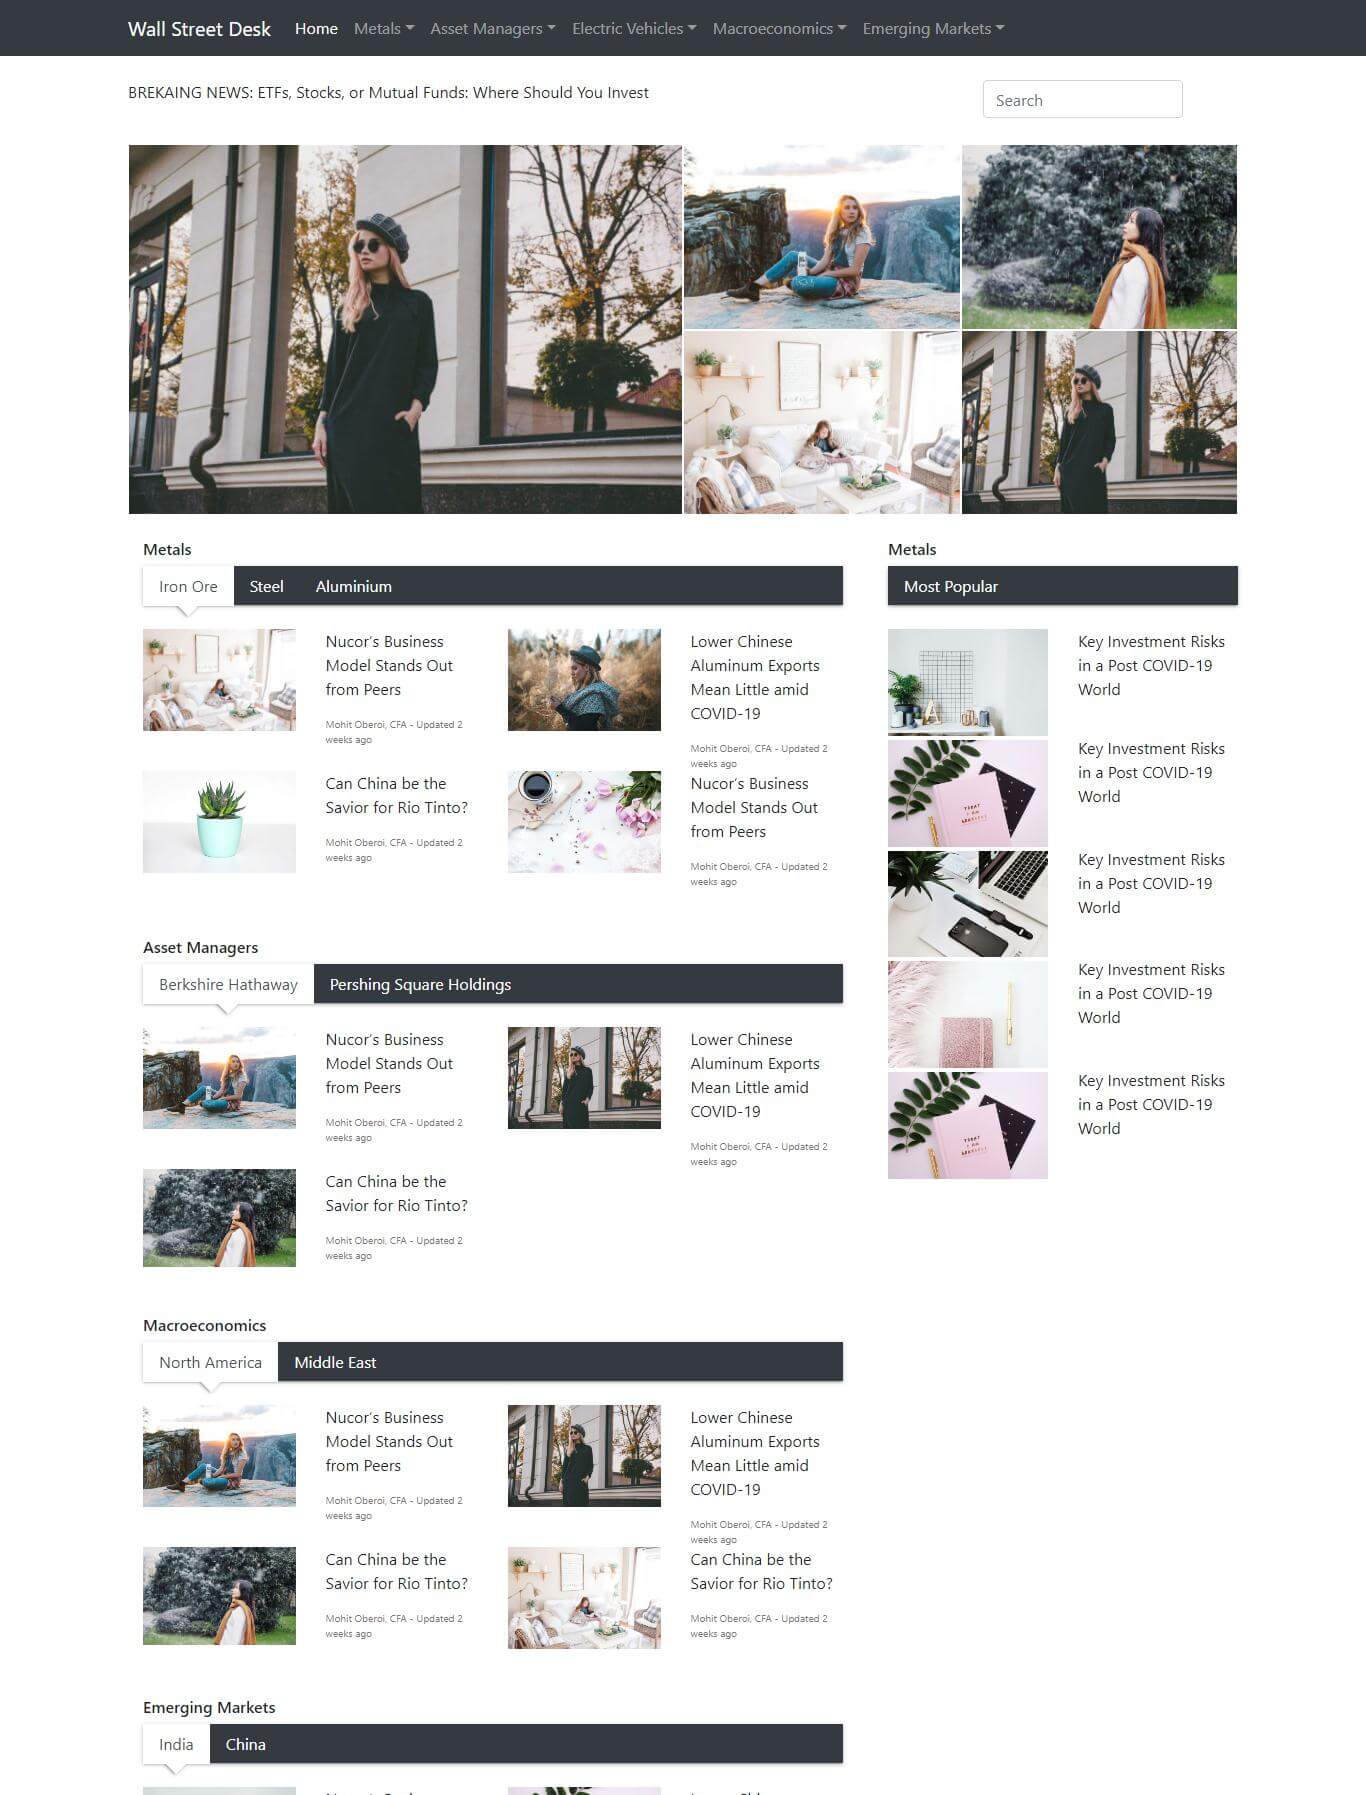 Wall Street Desk Home Metals Asset Managers Electric Vehicles Macroeconomics Emerging Markets
BREKAING NEWS: ETFs, Stocks, or Mutual Funds: Where Should You Invest
Search
Metals
Iron Ore Steel Aluminium
Nucor's Business
Model Stands Out
from Peers
Mohit Oberoi, CFA - Updated 2
weeks ago
Lower Chinese
Aluminum Exports
Mean Little amid
COVID-19
Mohit Oberoi, CFA - Updated 2
weeks ago
Can China be the
Savior for Rio Tinto?
Mohit Oberoi, CFA - Updated 2
weeks ago
Nucor's Business
Model Stands Out
from Peers
Mohit Oberoi, CFA - Updated 2
weeks ago
Metals
Most Popular
Key Investment Risks
in a Post COVID-19
World
Key Investment Risks
in a Post COVID-19
World
Key Investment Risks
in a Post COVID-19
World
Key Investment Risks
in a Post COVID-19
World
Key Investment Risks
in a Post COVID-19
World
Asset Managers
Berkshire Hathaway Pershing Square Holdings
Nucor's Business
Model Stands Out
from Peers
Mohit Oberoi, CFA - Updated 2
weeks ago
Lower Chinese
Aluminum Exports
Mean Little amid
COVID-19
Mohit Oberoi, CFA - Updated 2
weeks ago
Can China be the
Savior for Rio Tinto?
Mohit Oberoi, CFA - Updated 2
weeks ago
Macroeconomics
North America Middle East
Nucor's Business
Model Stands Out
from Peers
Mohit Oberoi, CFA - Updated 2
weeks ago
Lower Chinese
Aluminum Exports
Mean Little amid
COVID-19
Mohit Oberoi, CFA - Updated 2
weeks ago
Can China be the
Savior for Rio Tinto?
Mohit Oberoi, CFA - Updated 2
weeks ago
Can China be the
Savior for Rio Tinto?
Mohit Oberoi, CFA - Updated 2
weeks ago
Emerging Markets
India China